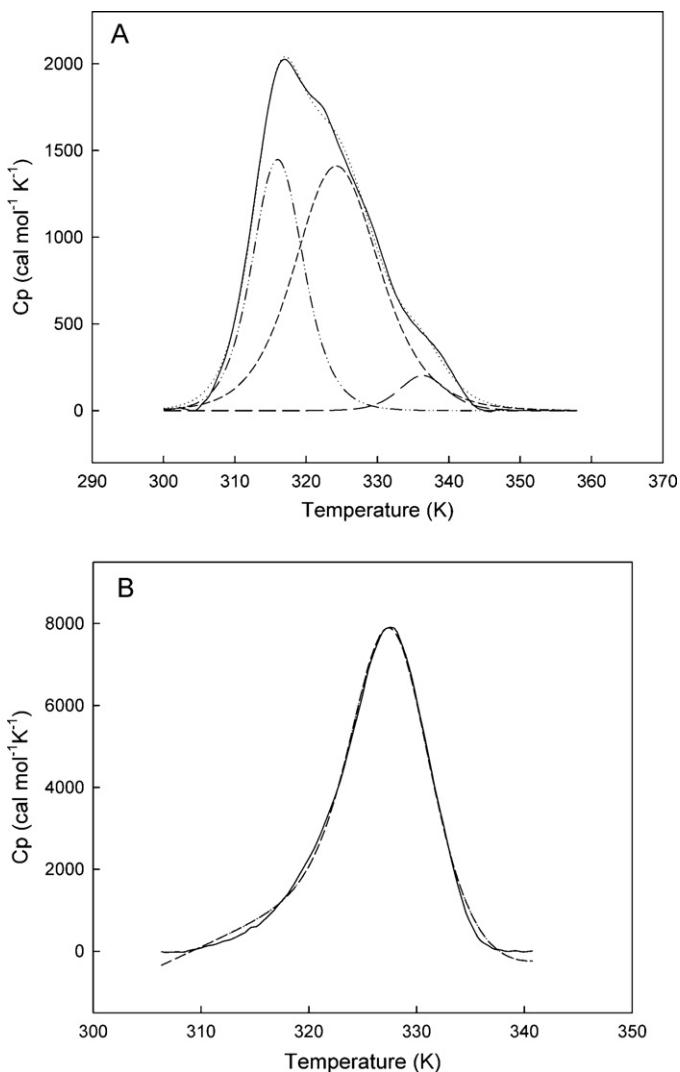 A
2000
1500
1000
500
0
Cp (cal mol⁻¹ K⁻¹)
290 300 310 320 330 340 350 360 370
Temperature (K)
B
8000
6000
4000
2000
0
Cp (cal mol⁻¹K⁻¹)
300 310 320 330 340 350
Temperature (K)